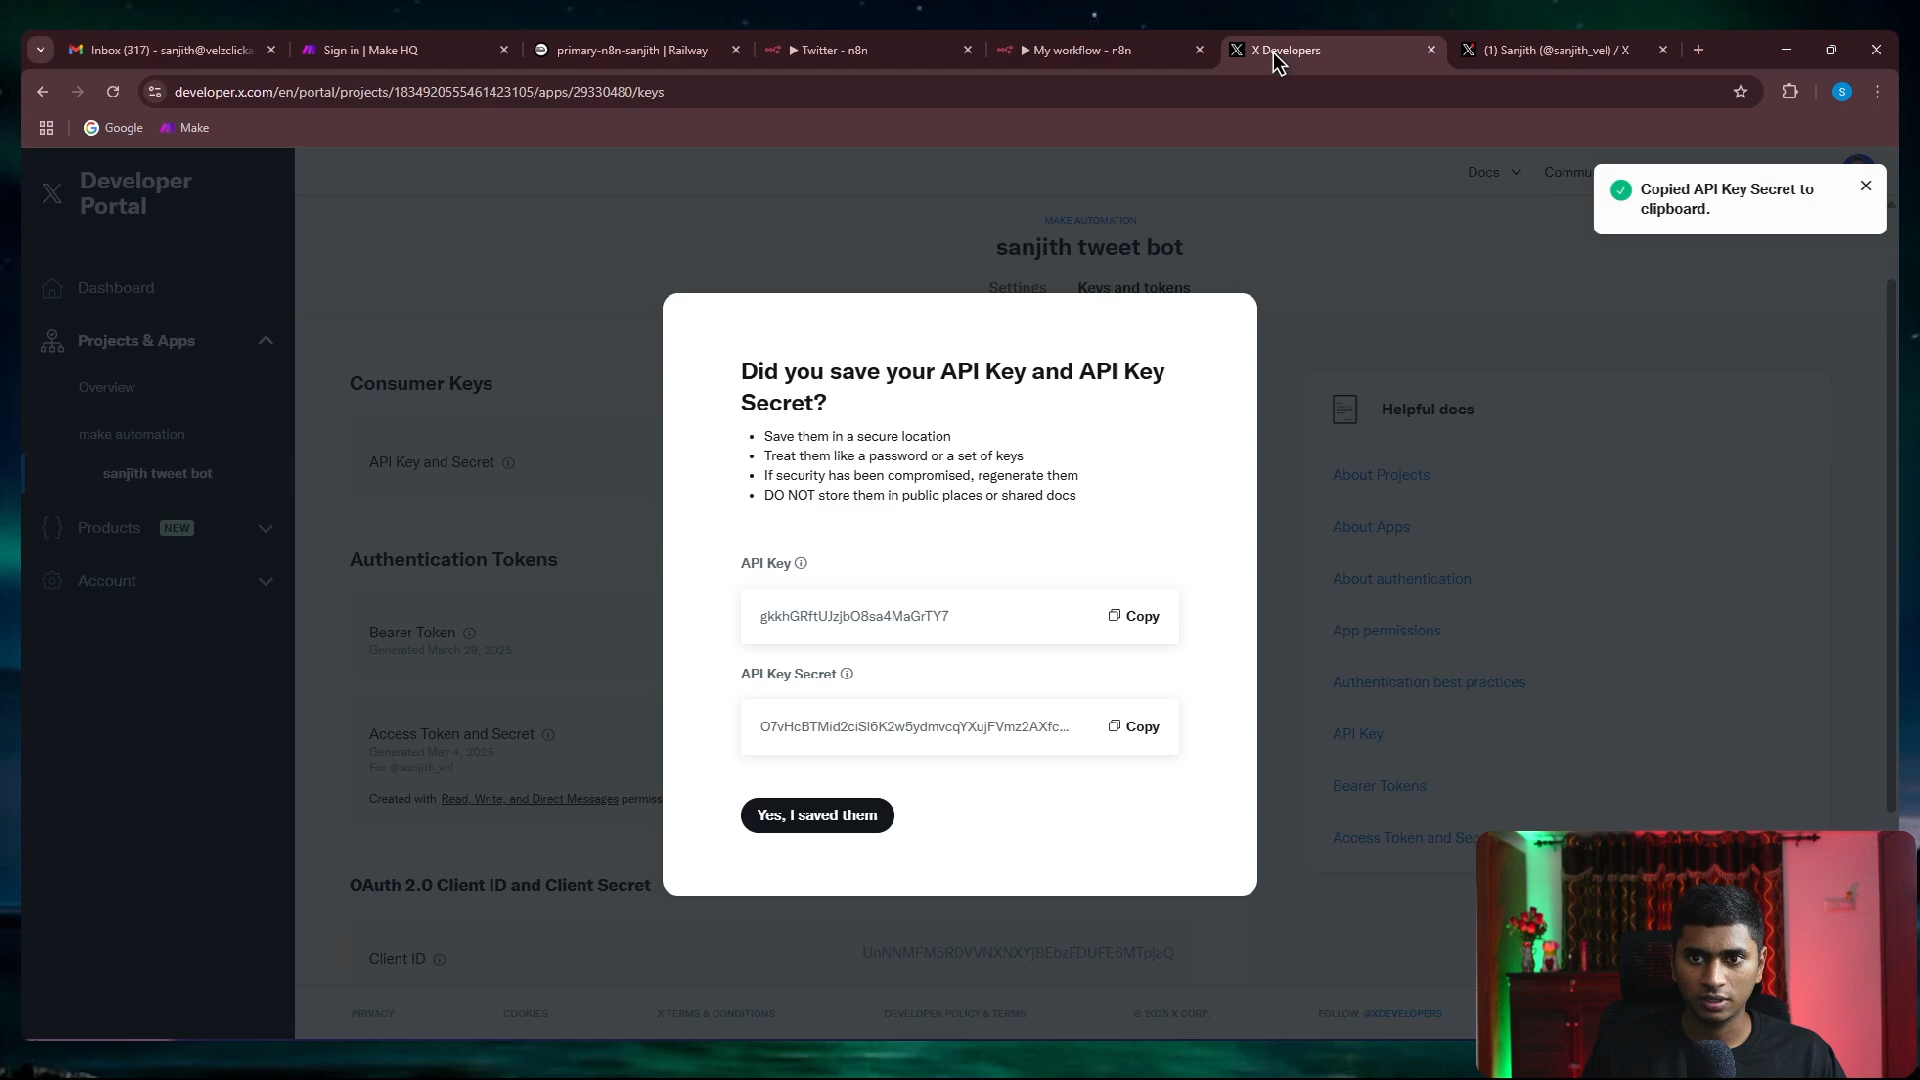 Inbox (317) - sanjith@velzclicka
Sign in | Make HQ
primary-n8n-sanjith | Railway
▶ Twitter - n8n
▶ My workflow - n8n
X Developers
(1) Sanjith (@sanjith_vel) / X
developer.x.com/en/portal/projects/1834920555461423105/apps/29330480/keys
S
Google
Make
Developer
Portal
Docs
Commu
Copied API Key Secret to
clipboard.
MAKE AUTOMATION
sanjith tweet bot
Settings
Keys and tokens
Dashboard
Projects & Apps
Overview
make automation
sanjith tweet bot
Products
NEW
Account
Consumer Keys
API Key and Secret
Authentication Tokens
Bearer Token
Generated March 29, 2025
Access Token and Secret
Generated May 4, 2025
For @sanjith_vel
Created with Read, Write, and Direct Messages permiss
OAuth 2.0 Client ID and Client Secret
Client ID
Did you save your API Key and API Key
Secret?
• Save them in a secure location
• Treat them like a password or a set of keys
• If security has been compromised, regenerate them
• DO NOT store them in public places or shared docs
API Key
gkkhGRftUJzjbO8sa4MaGrTY7
Copy
API Key Secret
O7vHcBTMid2ciSI6K2w5ydmvcqYXujFVmz2AXfc...
Copy
Yes, I saved them
Helpful docs
About Projects
About Apps
About authentication
App permissions
Authentication best practices
API Key
Bearer Tokens
Access Token and Sec
PRIVACY
COOKIES
X TERMS & CONDITIONS
DEVELOPER POLICY & TERMS
© 2025 X CORP.
FOLLOW @XDEVELOPERS